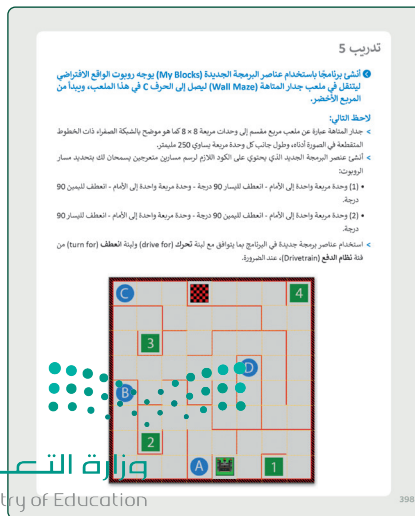 تدريب 5
أنشئ برنامجًا باستخدام عناصر البرمجة الجديدة (My Blocks) يوجه روبوت الواقع الافتراضي
ليتنقل في ملعب جدار المتاهة (Wall Maze) ليصل إلى الحرف C في هذا الملعب، ويبدأ من
المربع الأخضر.
لاحظ التالي:
> جدار المتاهة عبارة عن ملعب مربع مقسم إلى وحدات مربعة 8 × 8 كما هو موضح بالشبكة الصفراء ذات الخطوط
المتقطعة في الصورة أدناه، وطول جانب كل وحدة مربعة يساوي 250 مليمتر.
> أنشئ عنصر البرمجة الجديد الذي يحتوي على الكود اللازم لرسم مسارين متعرجين يسمحان لك بتحديد مسار
الروبوت:
• (1) وحدة مربعة واحدة إلى الأمام - انعطف لليسار 90 درجة - وحدة مربعة واحدة إلى الأمام - انعطف لليمين 90
درجة.
• (2) وحدة مربعة واحدة إلى الأمام - انعطف لليمين 90 درجة - وحدة مربعة واحدة إلى الأمام - انعطف لليسار 90
درجة.
> استخدام عناصر برمجة جديدة في البرنامج بما يتوافق مع لبنة تحرك (drive for) ولبنة انعطف (turn for) من
فئة نظام الدفع (Drivetrain)، عند الضرورة.
C
4
3
D
B
2
A
1
وزارة التعـ
try of Education
398